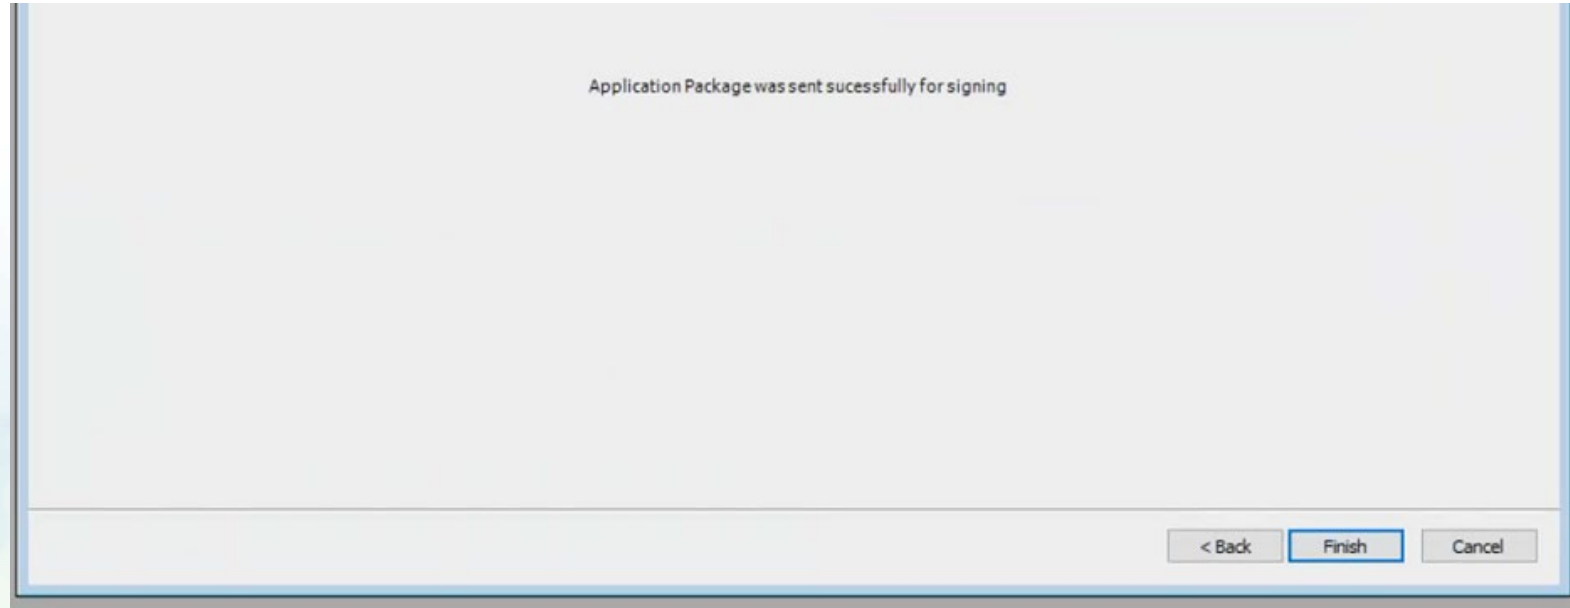 Application Package was sent sucessfully for signing
< Back Finish Cancel